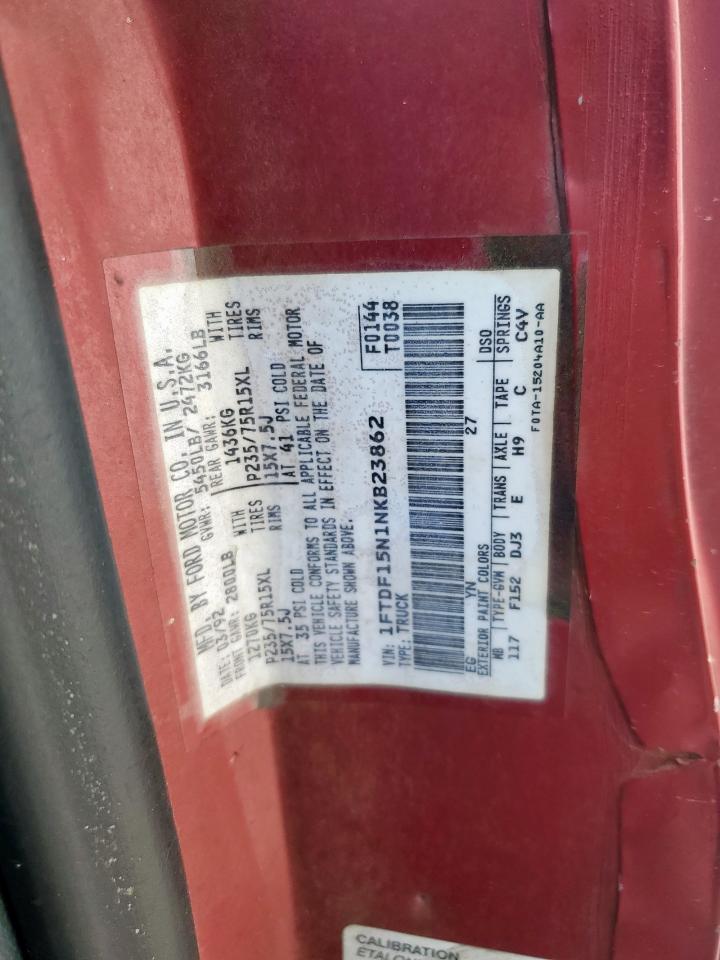 MFD. BY FORD MOTOR CO. IN U.S.A.
DATE: 03/92 GVWR: 5450LB/ 2472KG
FRONT GAWR: 2800LB REAR GAWR: 3166LB
1270KG WITH 1436KG WITH
P235/75R15XL TIRES P235/75R15XL TIRES
15X7.5J RIMS 15X7.5J RIMS
AT 35 PSI COLD AT 41 PSI COLD
THIS VEHICLE CONFORMS TO ALL APPLICABLE FEDERAL MOTOR
VEHICLE SAFETY STANDARDS IN EFFECT ON THE DATE OF
MANUFACTURE SHOWN ABOVE.
F0144
T0038
VIN: 1FTDF15N1NKB23862
TYPE: TRUCK
EG YN 27
EXTERIOR PAINT COLORS DSO
WB TYPE-GVW BODY TRANS AXLE TAPE SPRINGS
117 F152 DJ3 E H9 C C4V
F0TA-15204A10-AA
CALIBRATION